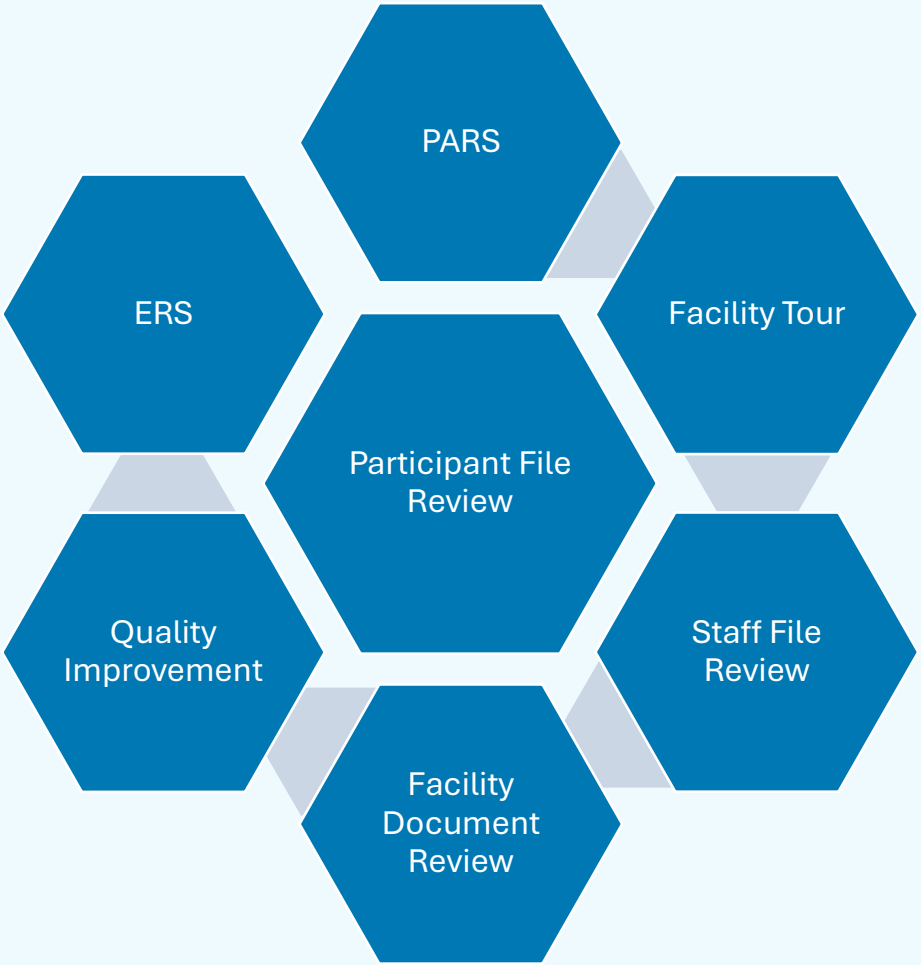 PARS
ERS
Facility Tour
Participant File
Review
Quality
Improvement
Staff File
Review
Facility
Document
Review